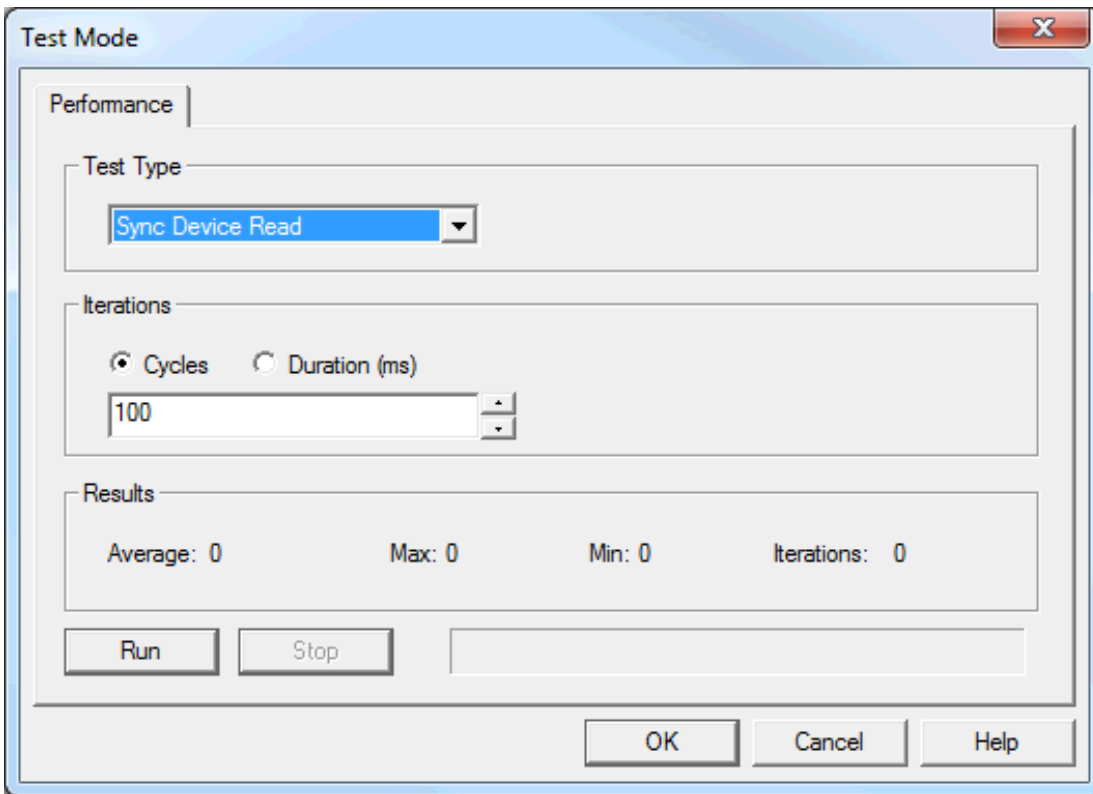 Test Mode
Performance
Test Type
Sync Device Read
Iterations
Cycles Duration (ms)
100
Results
Average: 0 Max: 0 Min: 0 Iterations: 0
Run Stop
OK Cancel Help